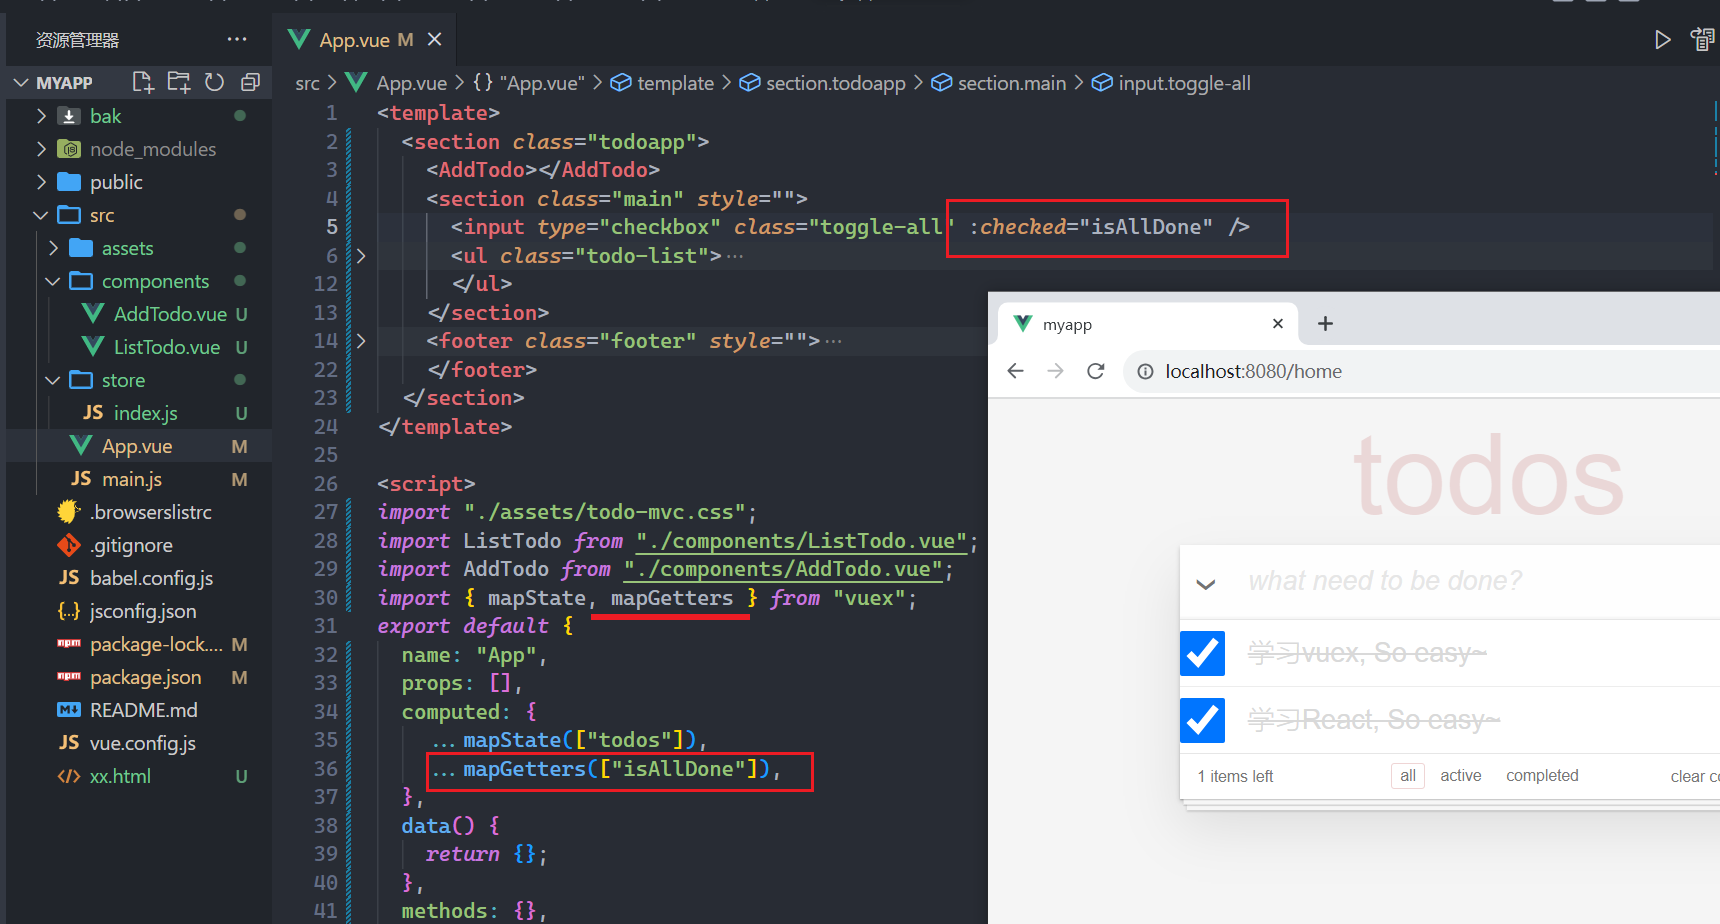 资源管理器 ···
MYAPP
bak
node_modules
public
src
assets
components
AddTodo.vue U
ListTodo.vue U
store
JS index.js U
App.vue M
JS main.js M
.browserslistrc
.gitignore
JS babel.config.js
{..} jsconfig.json
npm package-lock.... M
npm package.json M
M↓ README.md
JS vue.config.js
</> xx.html U
App.vue M ×
src > App.vue > {} "App.vue" > template > section.todoapp > section.main > input.toggle-all
1 <template>
2 <section class="todoapp">
3 <AddTodo></AddTodo>
4 <section class="main" style="">
5 <input type="checkbox" class="toggle-all" :checked="isAllDone" />
6 <ul class="todo-list">···
12 </ul>
13 </section>
14 <footer class="footer" style="">···
22 </footer>
23 </section>
24 </template>
25
26 <script>
27 import "./assets/todo-mvc.css";
28 import ListTodo from "./components/ListTodo.vue";
29 import AddTodo from "./components/AddTodo.vue";
30 import { mapState, mapGetters } from "vuex";
31 export default {
32 name: "App",
33 props: [],
34 computed: {
35 ...mapState(["todos"]),
36 ...mapGetters(["isAllDone"]),
37 },
38 data() {
39 return {};
40 },
41 methods: {},
myapp × +
localhost:8080/home
todos
what need to be done?
学习vuex, So easy~
学习React, So easy~
1 items left all active completed clear co